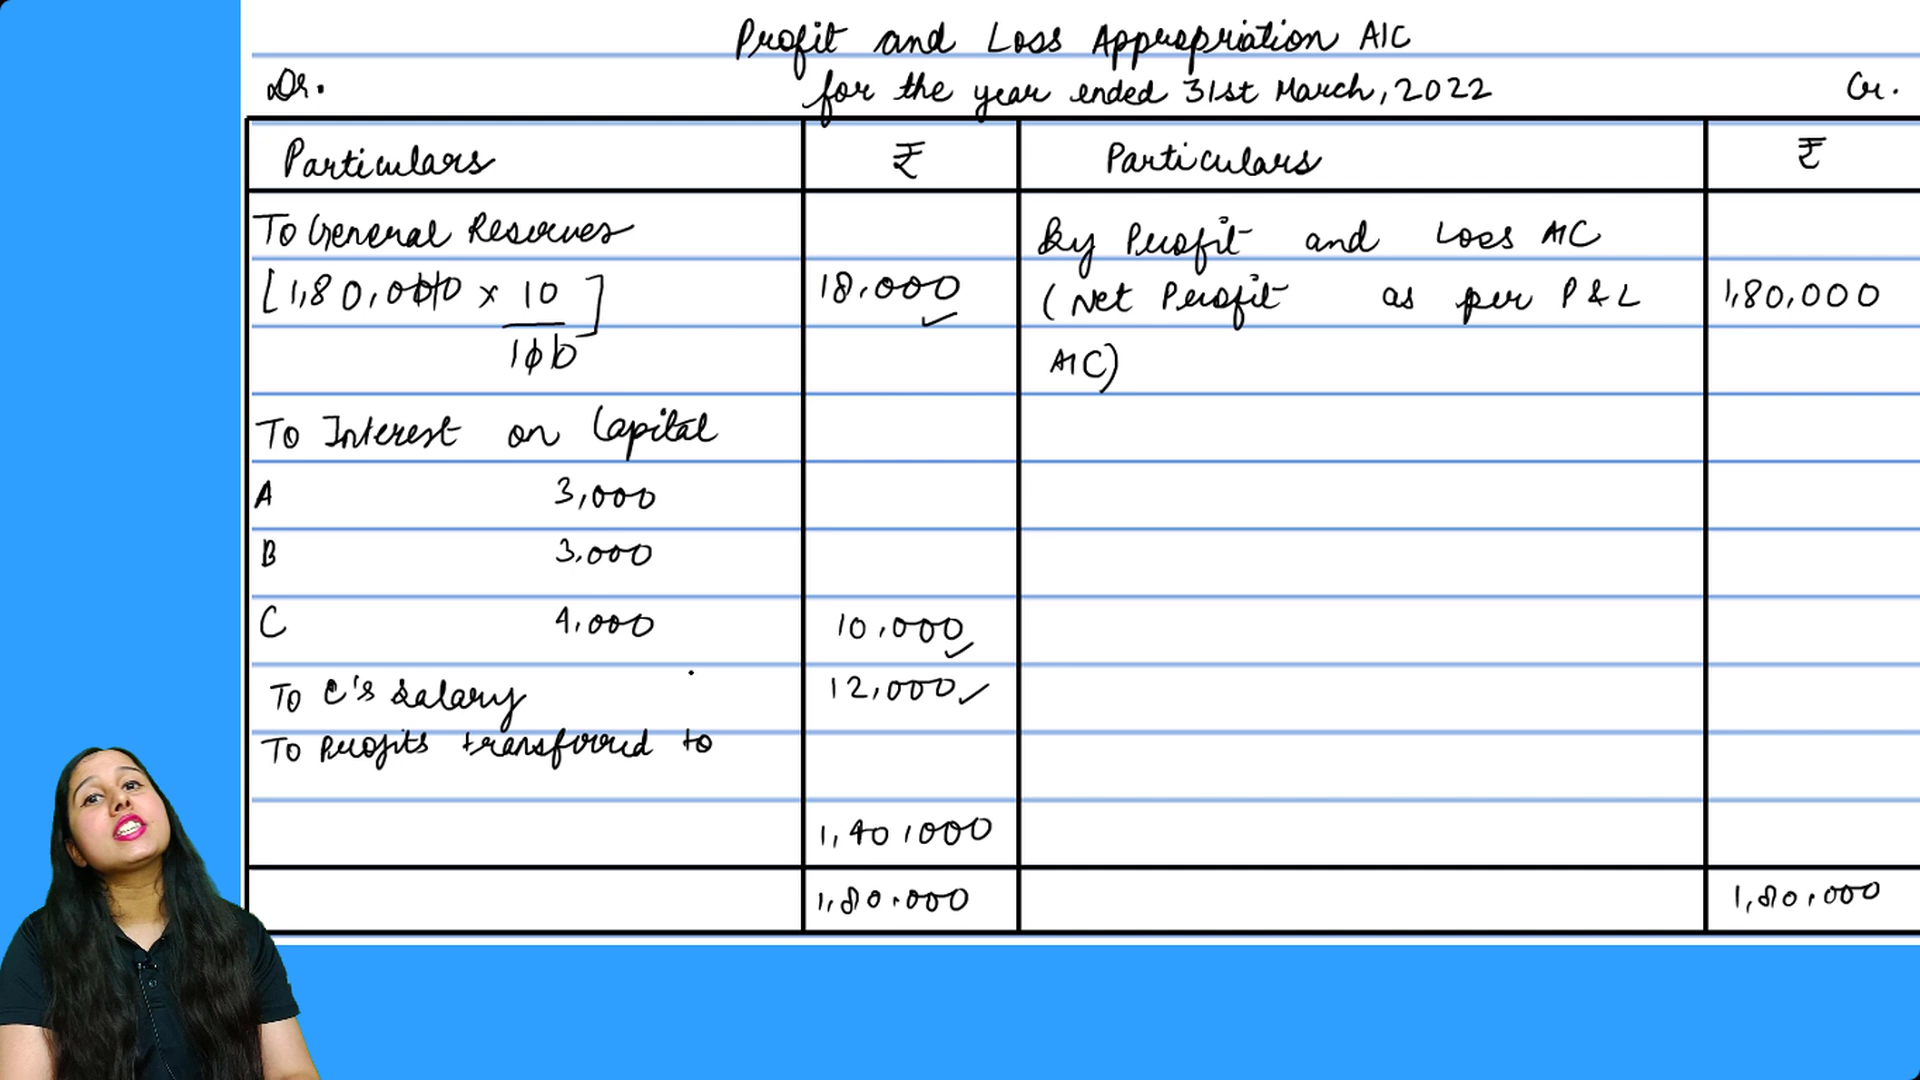 Profit and Loss Appropriation A/C
Dr. for the year ended 31st March, 2022 Cr.
Particulars ₹ Particulars ₹
To General Reserves By Profit and Loss A/C
[1,80,000 x 10 18,000 (Net Profit as per P & L 1,80,000
100] A/C)
To Interest on Capital
A 3,000
B 3,000
C 4,000 10,000
To C's salary 12,000
To Profits transferred to
1,40,000
1,80,000 1,80,000